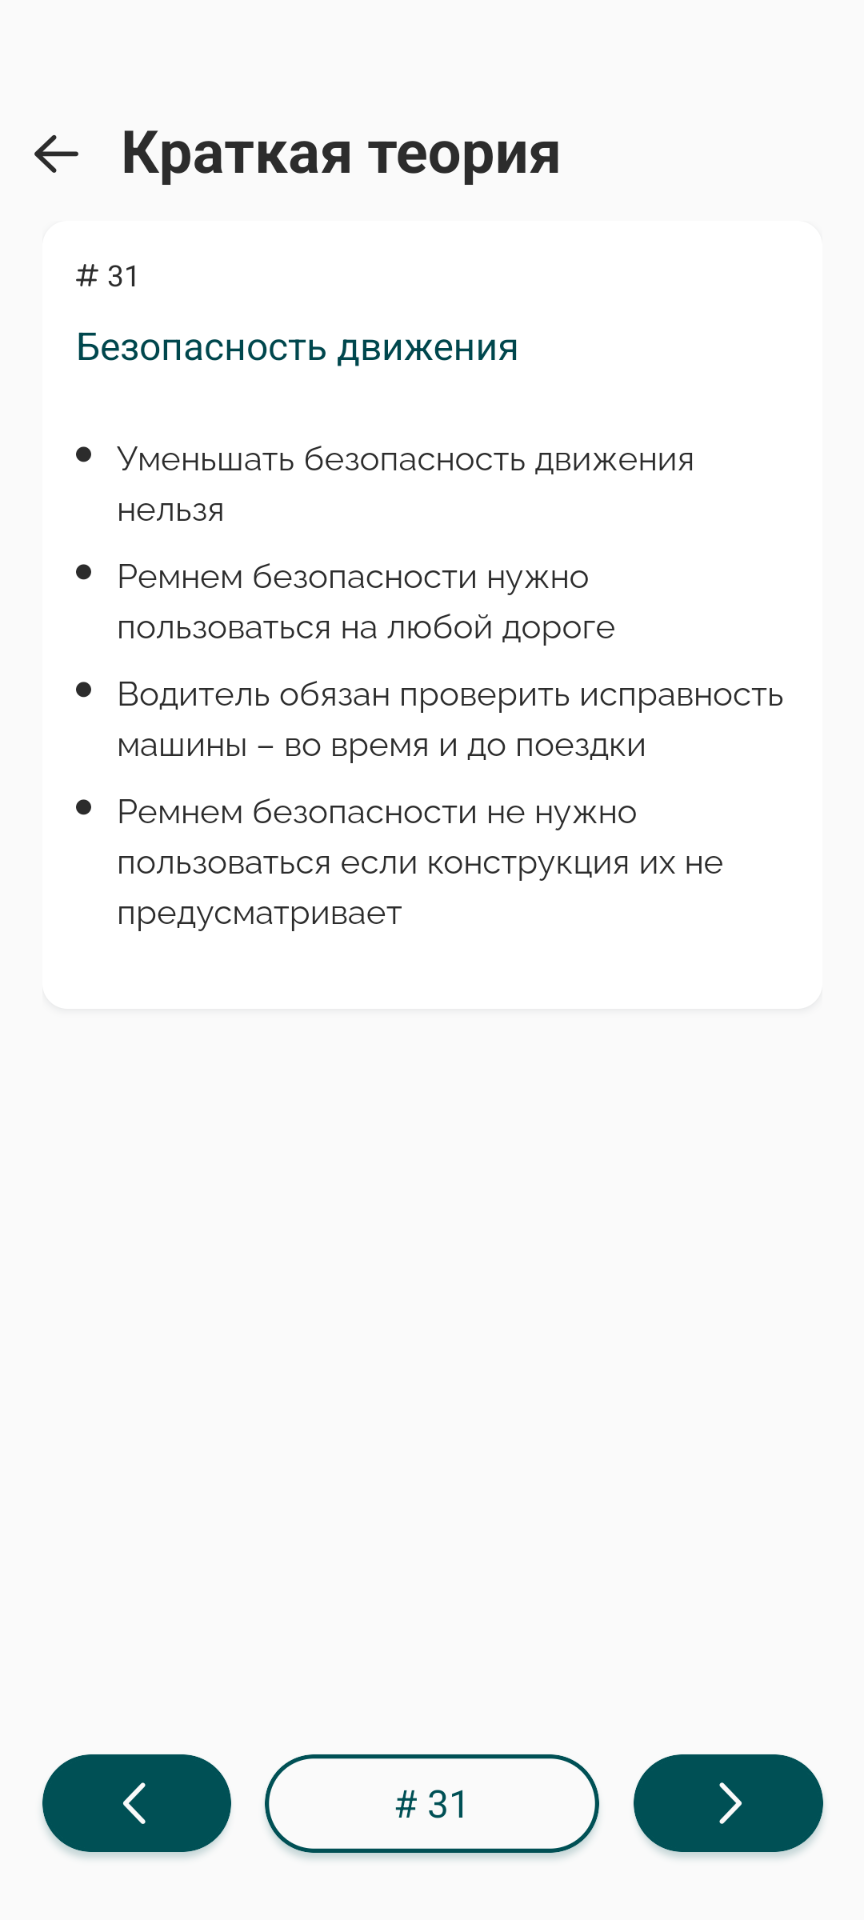 Краткая теория
# 31
Безопасность движения
• Уменьшать безопасность движения
нельзя
• Ремнем безопасности нужно
пользоваться на любой дороге
• Водитель обязан проверить исправность
машины – во время и до поездки
• Ремнем безопасности не нужно
пользоваться если конструкция их не
предусматривает
# 31